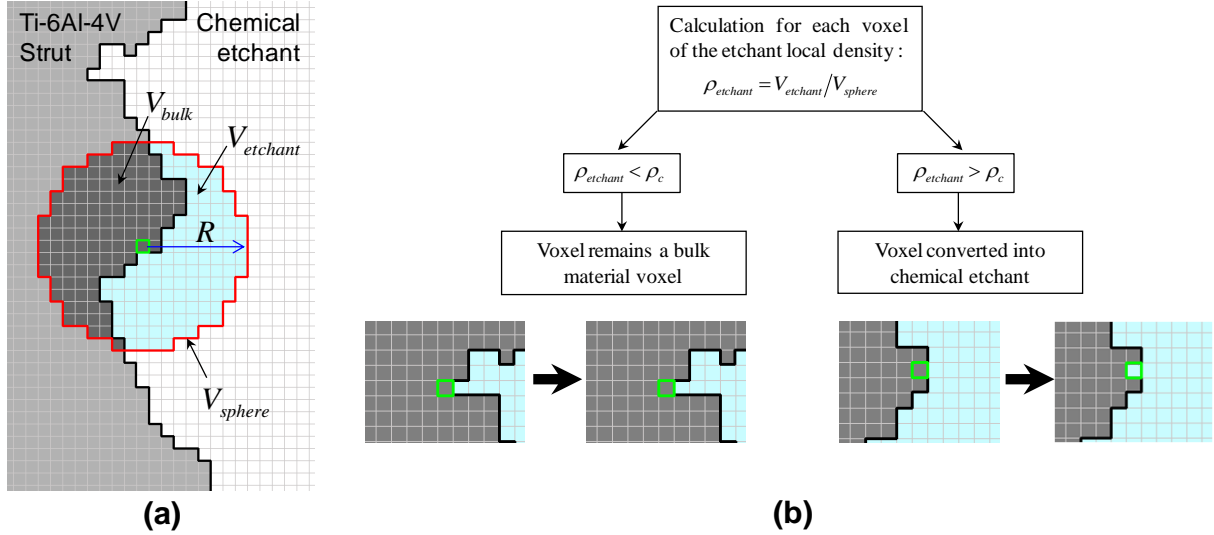 Ti-6Al-4V
Strut
Chemical
etchant
V_bulk
V_etchant
R
V_sphere
(a)
Calculation for each voxel
of the etchant local density :
ρ_etchant = V_etchant / V_sphere
ρ_etchant < ρ_c
ρ_etchant > ρ_c
Voxel remains a bulk
material voxel
Voxel converted into
chemical etchant
(b)